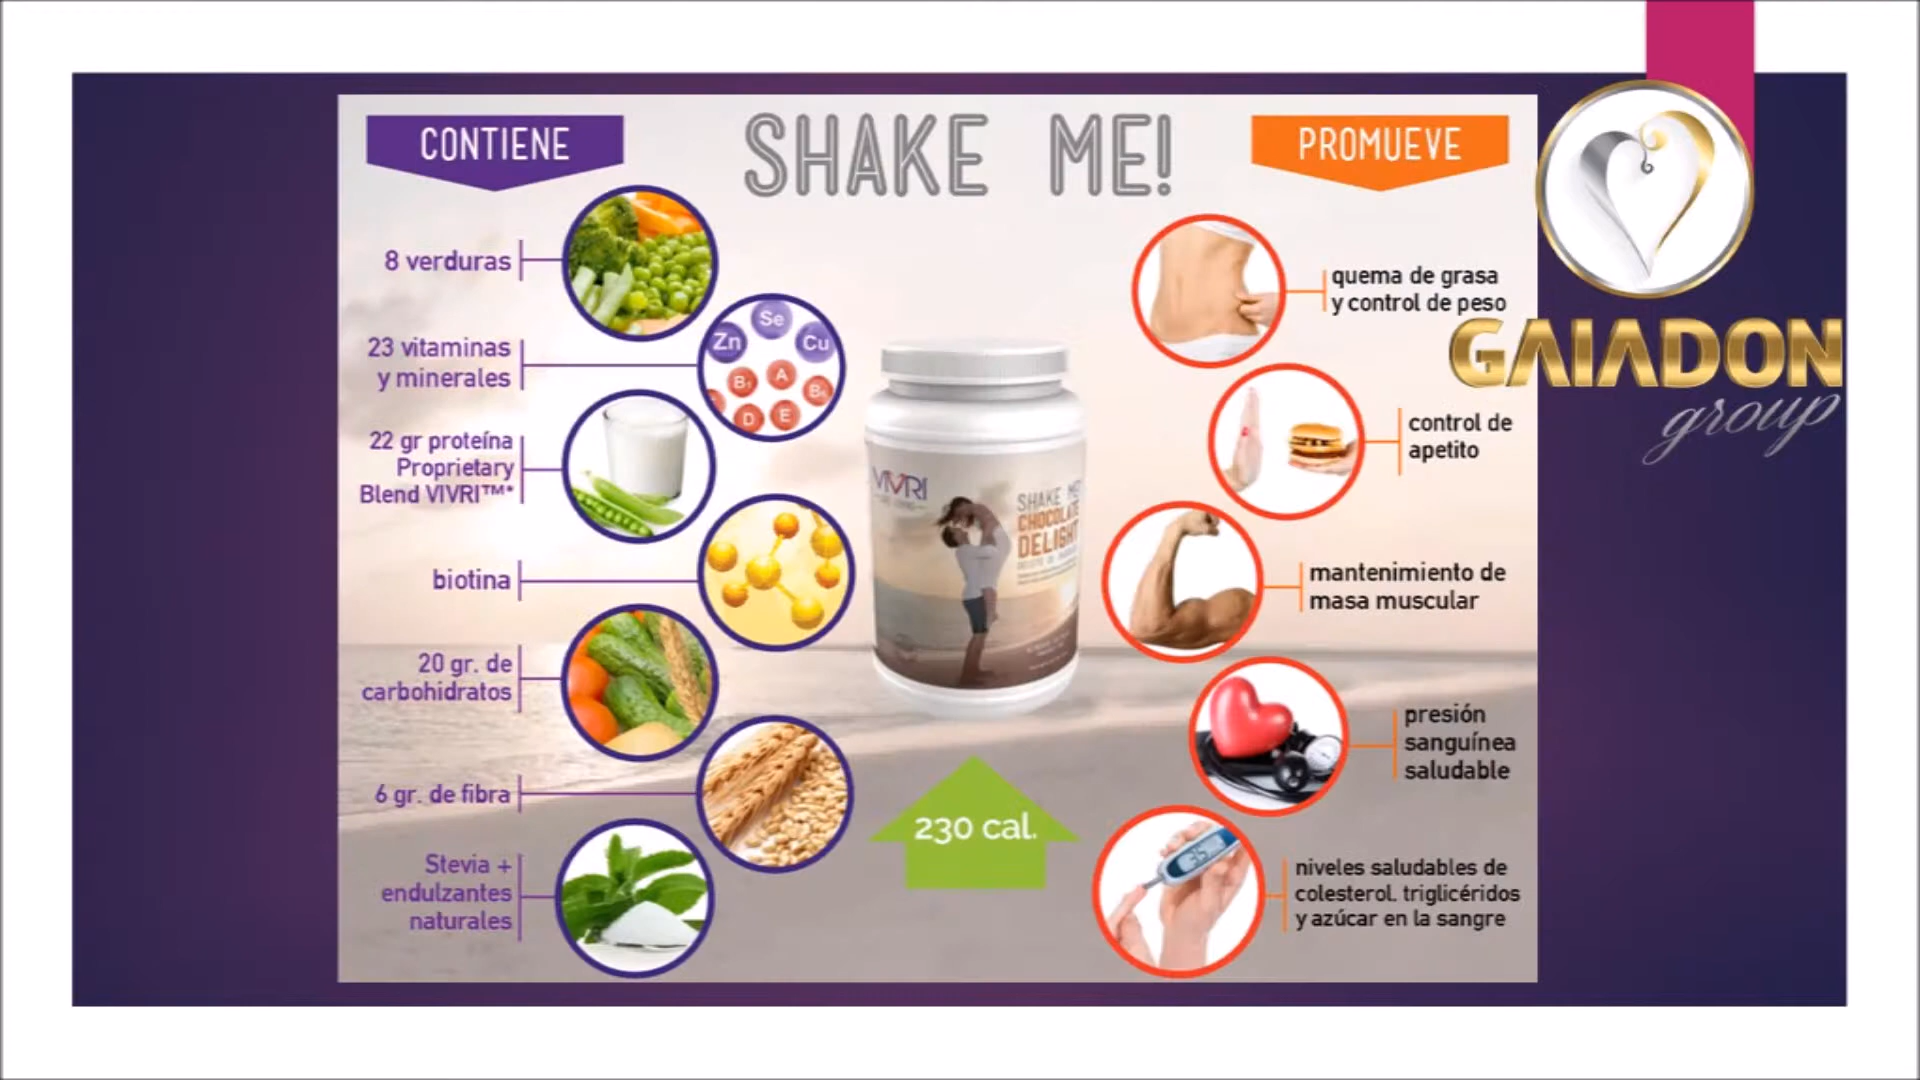 CONTIENE
SHAKE ME!
PROMUEVE
8 verduras
23 vitaminas
y minerales
22 gr proteína
Proprietary
Blend VIVRI™*
biotina
20 gr. de
carbohidratos
6 gr. de fibra
Stevia +
endulzantes
naturales
Se
Zn
Cu
B₁
A
D
E
VIVRI
SHAKE ME!
CHOCOLATE
DELIGHT
230 cal.
quema de grasa
y control de peso
control de
apetito
mantenimiento de
masa muscular
presión
sanguínea
saludable
niveles saludables de
colesterol, triglicéridos
y azúcar en la sangre
GAIADON
group